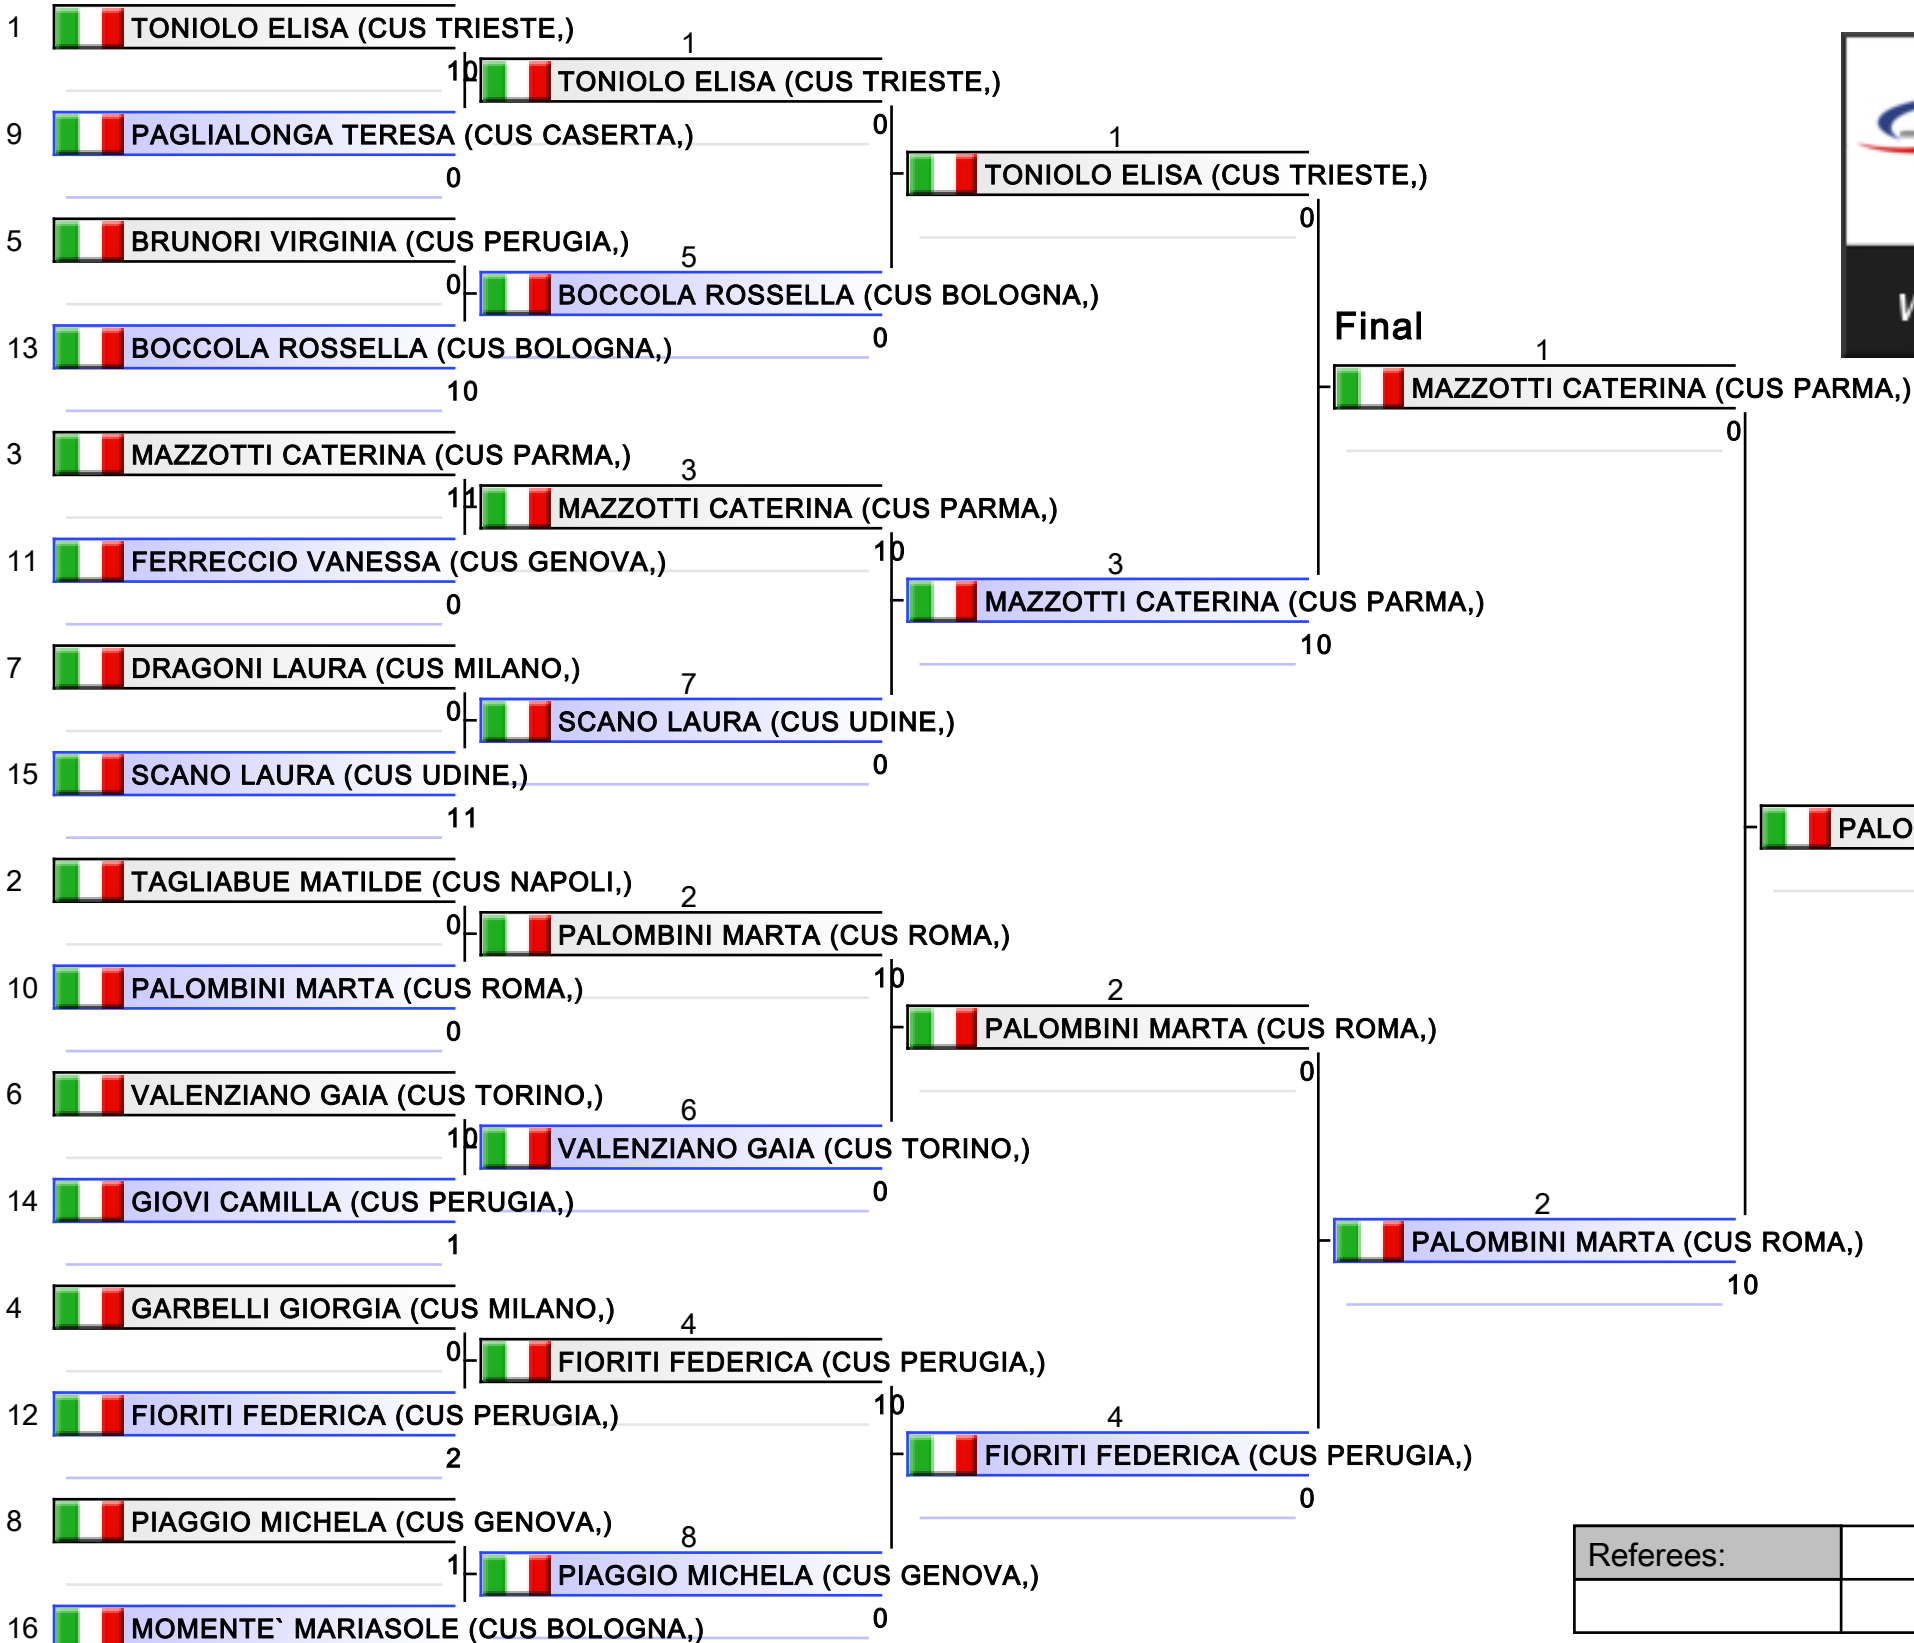 1 TONIOLO ELISA (CUS TRIESTE,)
10
9 PAGLIALONGA TERESA (CUS CASERTA,)
0
5 BRUNORI VIRGINIA (CUS PERUGIA,)
0
13 BOCCOLA ROSSELLA (CUS BOLOGNA,)
10
3 MAZZOTTI CATERINA (CUS PARMA,)
11
11 FERRECCIO VANESSA (CUS GENOVA,)
0
7 DRAGONI LAURA (CUS MILANO,)
0
15 SCANO LAURA (CUS UDINE,)
11
2 TAGLIABUE MATILDE (CUS NAPOLI,)
0
10 PALOMBINI MARTA (CUS ROMA,)
0
6 VALENZIANO GAIA (CUS TORINO,)
10
14 GIOVI CAMILLA (CUS PERUGIA,)
1
4 GARBELLI GIORGIA (CUS MILANO,)
0
12 FIORITI FEDERICA (CUS PERUGIA,)
2
8 PIAGGIO MICHELA (CUS GENOVA,)
1
16 MOMENTE` MARIASOLE (CUS BOLOGNA,)
1
TONIOLO ELISA (CUS TRIESTE,)
0
5
BOCCOLA ROSSELLA (CUS BOLOGNA,)
0
3
MAZZOTTI CATERINA (CUS PARMA,)
10
7
SCANO LAURA (CUS UDINE,)
0
2
PALOMBINI MARTA (CUS ROMA,)
10
6
VALENZIANO GAIA (CUS TORINO,)
0
4
FIORITI FEDERICA (CUS PERUGIA,)
10
8
PIAGGIO MICHELA (CUS GENOVA,)
0
1
TONIOLO ELISA (CUS TRIESTE,)
0
3
MAZZOTTI CATERINA (CUS PARMA,)
10
2
PALOMBINI MARTA (CUS ROMA,)
0
4
FIORITI FEDERICA (CUS PERUGIA,)
0
Final
1
MAZZOTTI CATERINA (CUS PARMA,)
0
2
PALOMBINI MARTA (CUS ROMA,)
10
PALO
Referees: